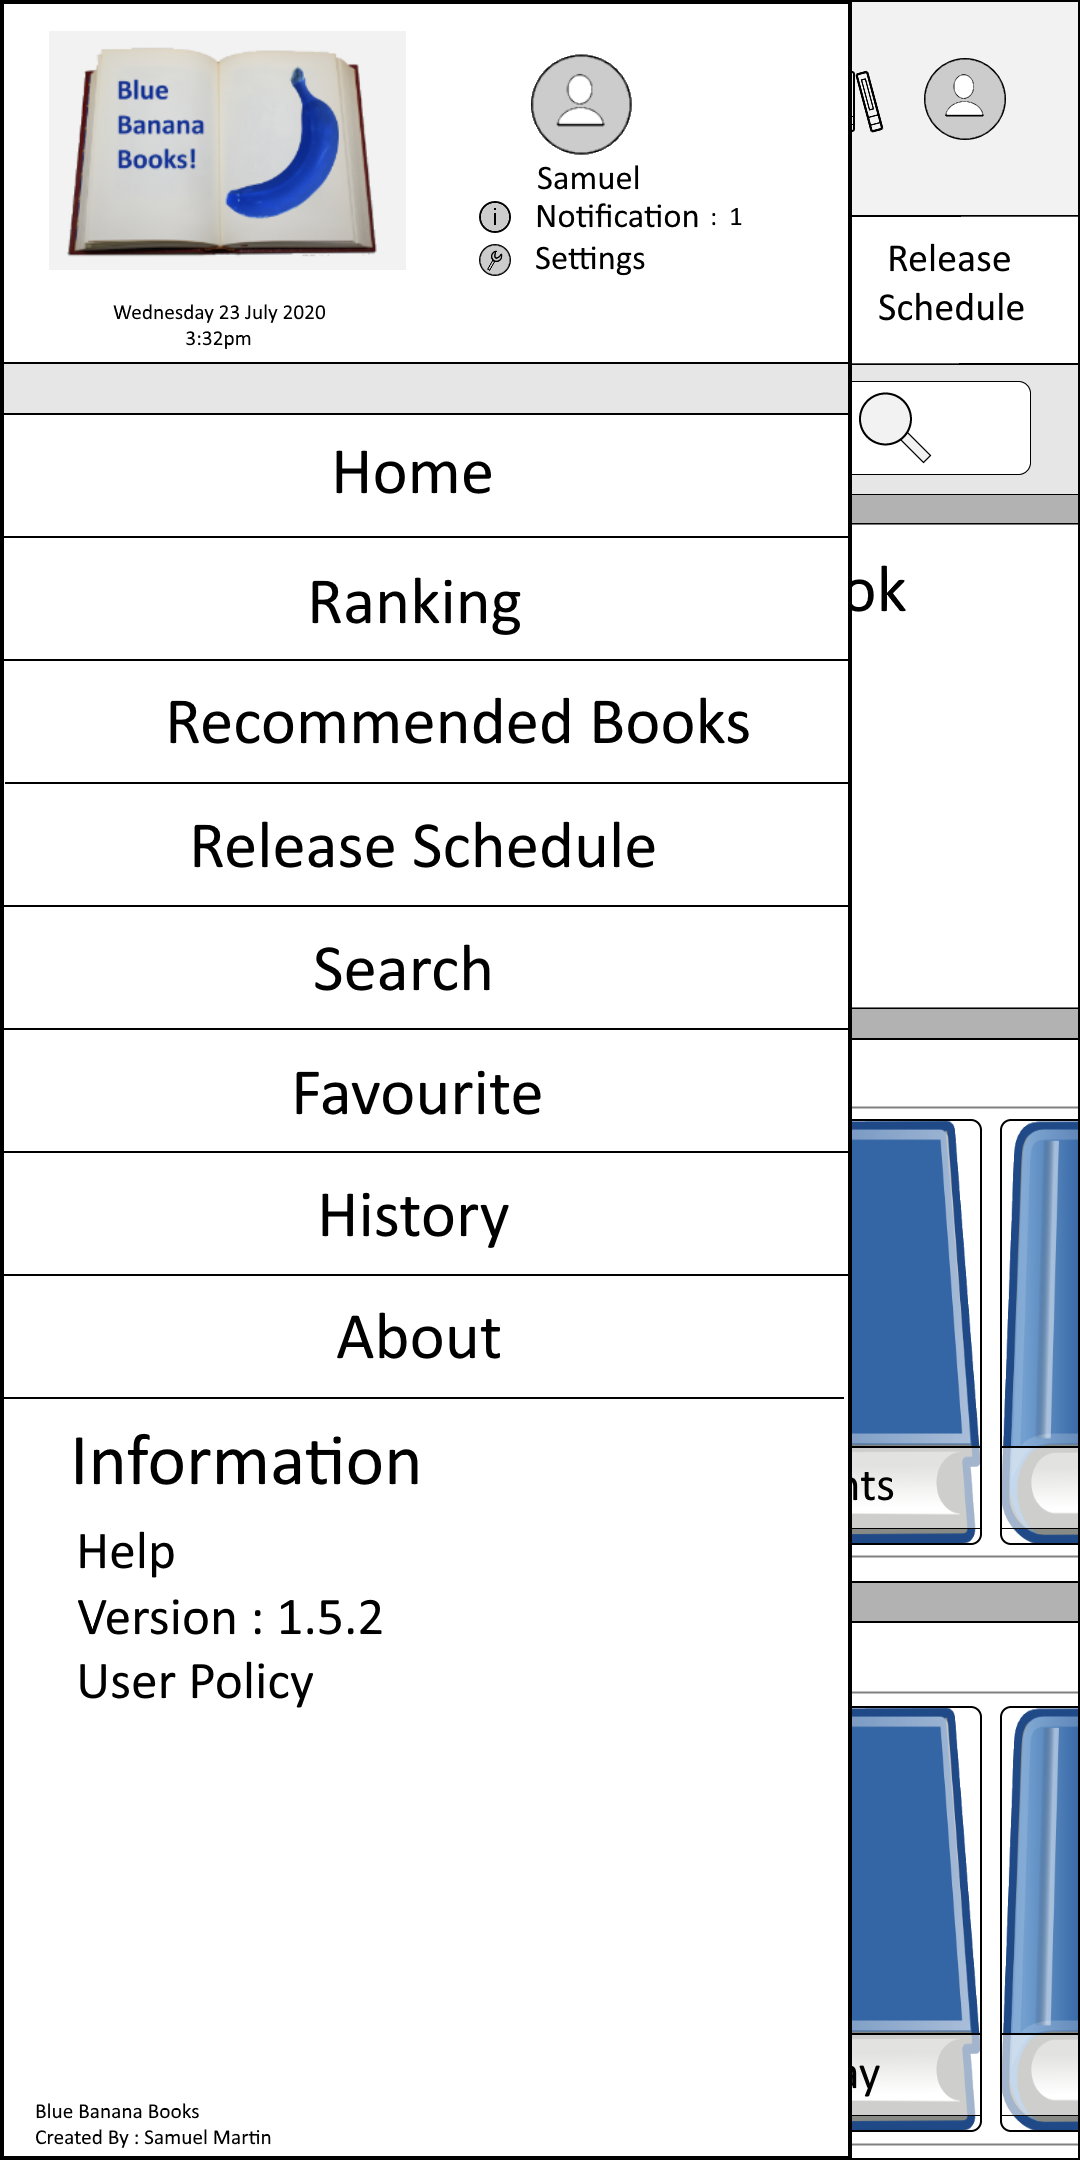 Blue
Banana
Books!
Samuel
Notification : 1
Settings
Wednesday 23 July 2020
3:32pm
Release
Schedule
Home
Ranking
Recommended Books
Release Schedule
Search
Favourite
History
About
Information
Help
Version : 1.5.2
User Policy
Blue Banana Books
Created By : Samuel Martin